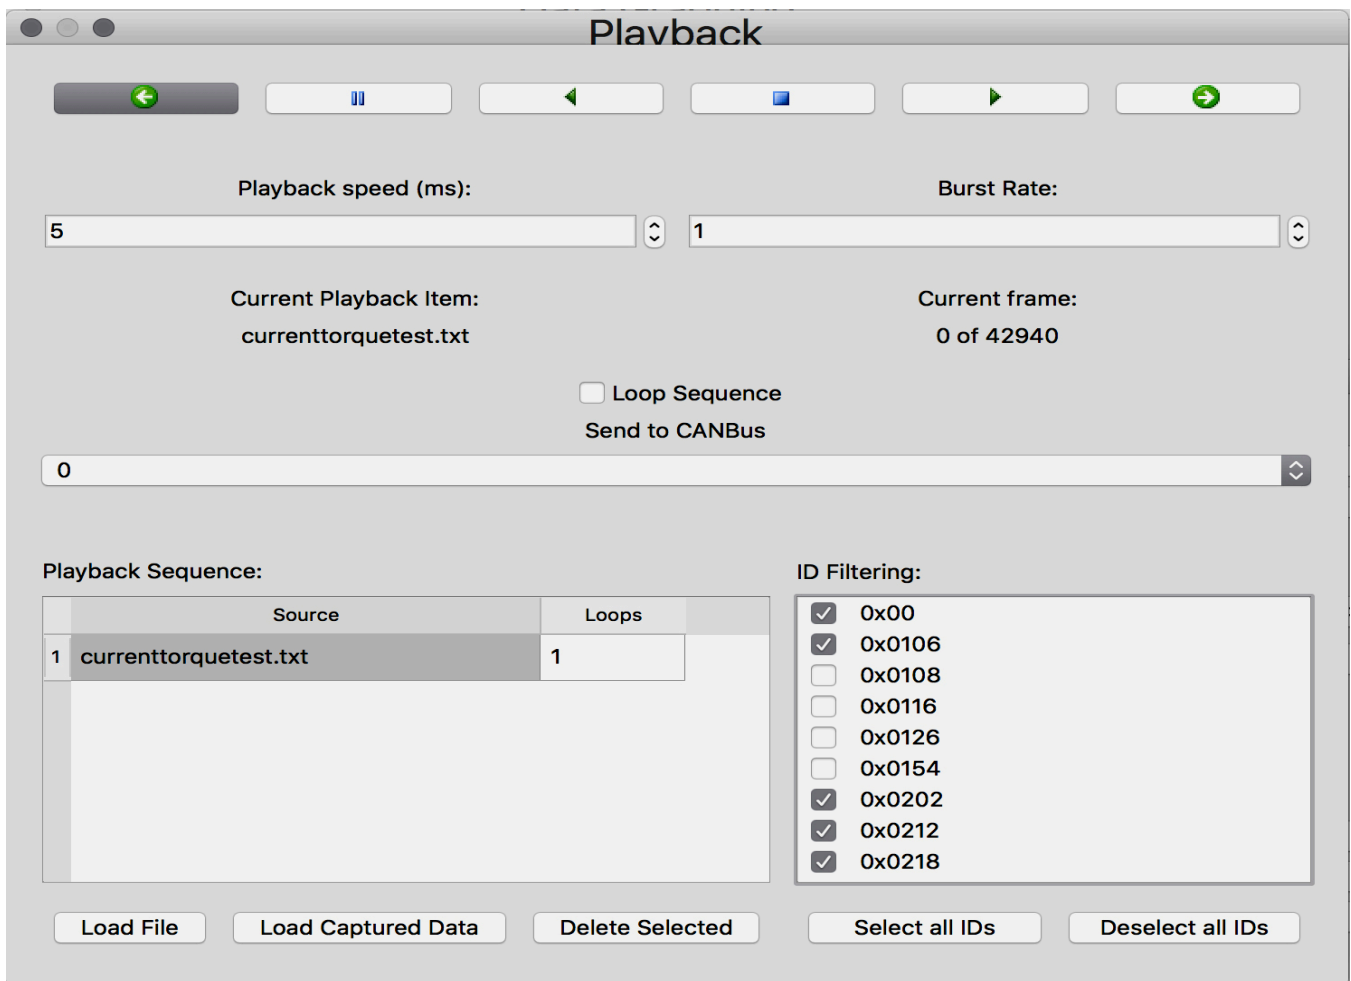 Playback
Playback speed (ms):
Burst Rate:
5
1
Current Playback Item:
Current frame:
currenttorquetest.txt
0 of 42940
Loop Sequence
Send to CANBus
0
Playback Sequence:
ID Filtering:
Source
Loops
1
currenttorquetest.txt
1
0x00
0x0106
0x0108
0x0116
0x0126
0x0154
0x0202
0x0212
0x0218
Load File
Load Captured Data
Delete Selected
Select all IDs
Deselect all IDs